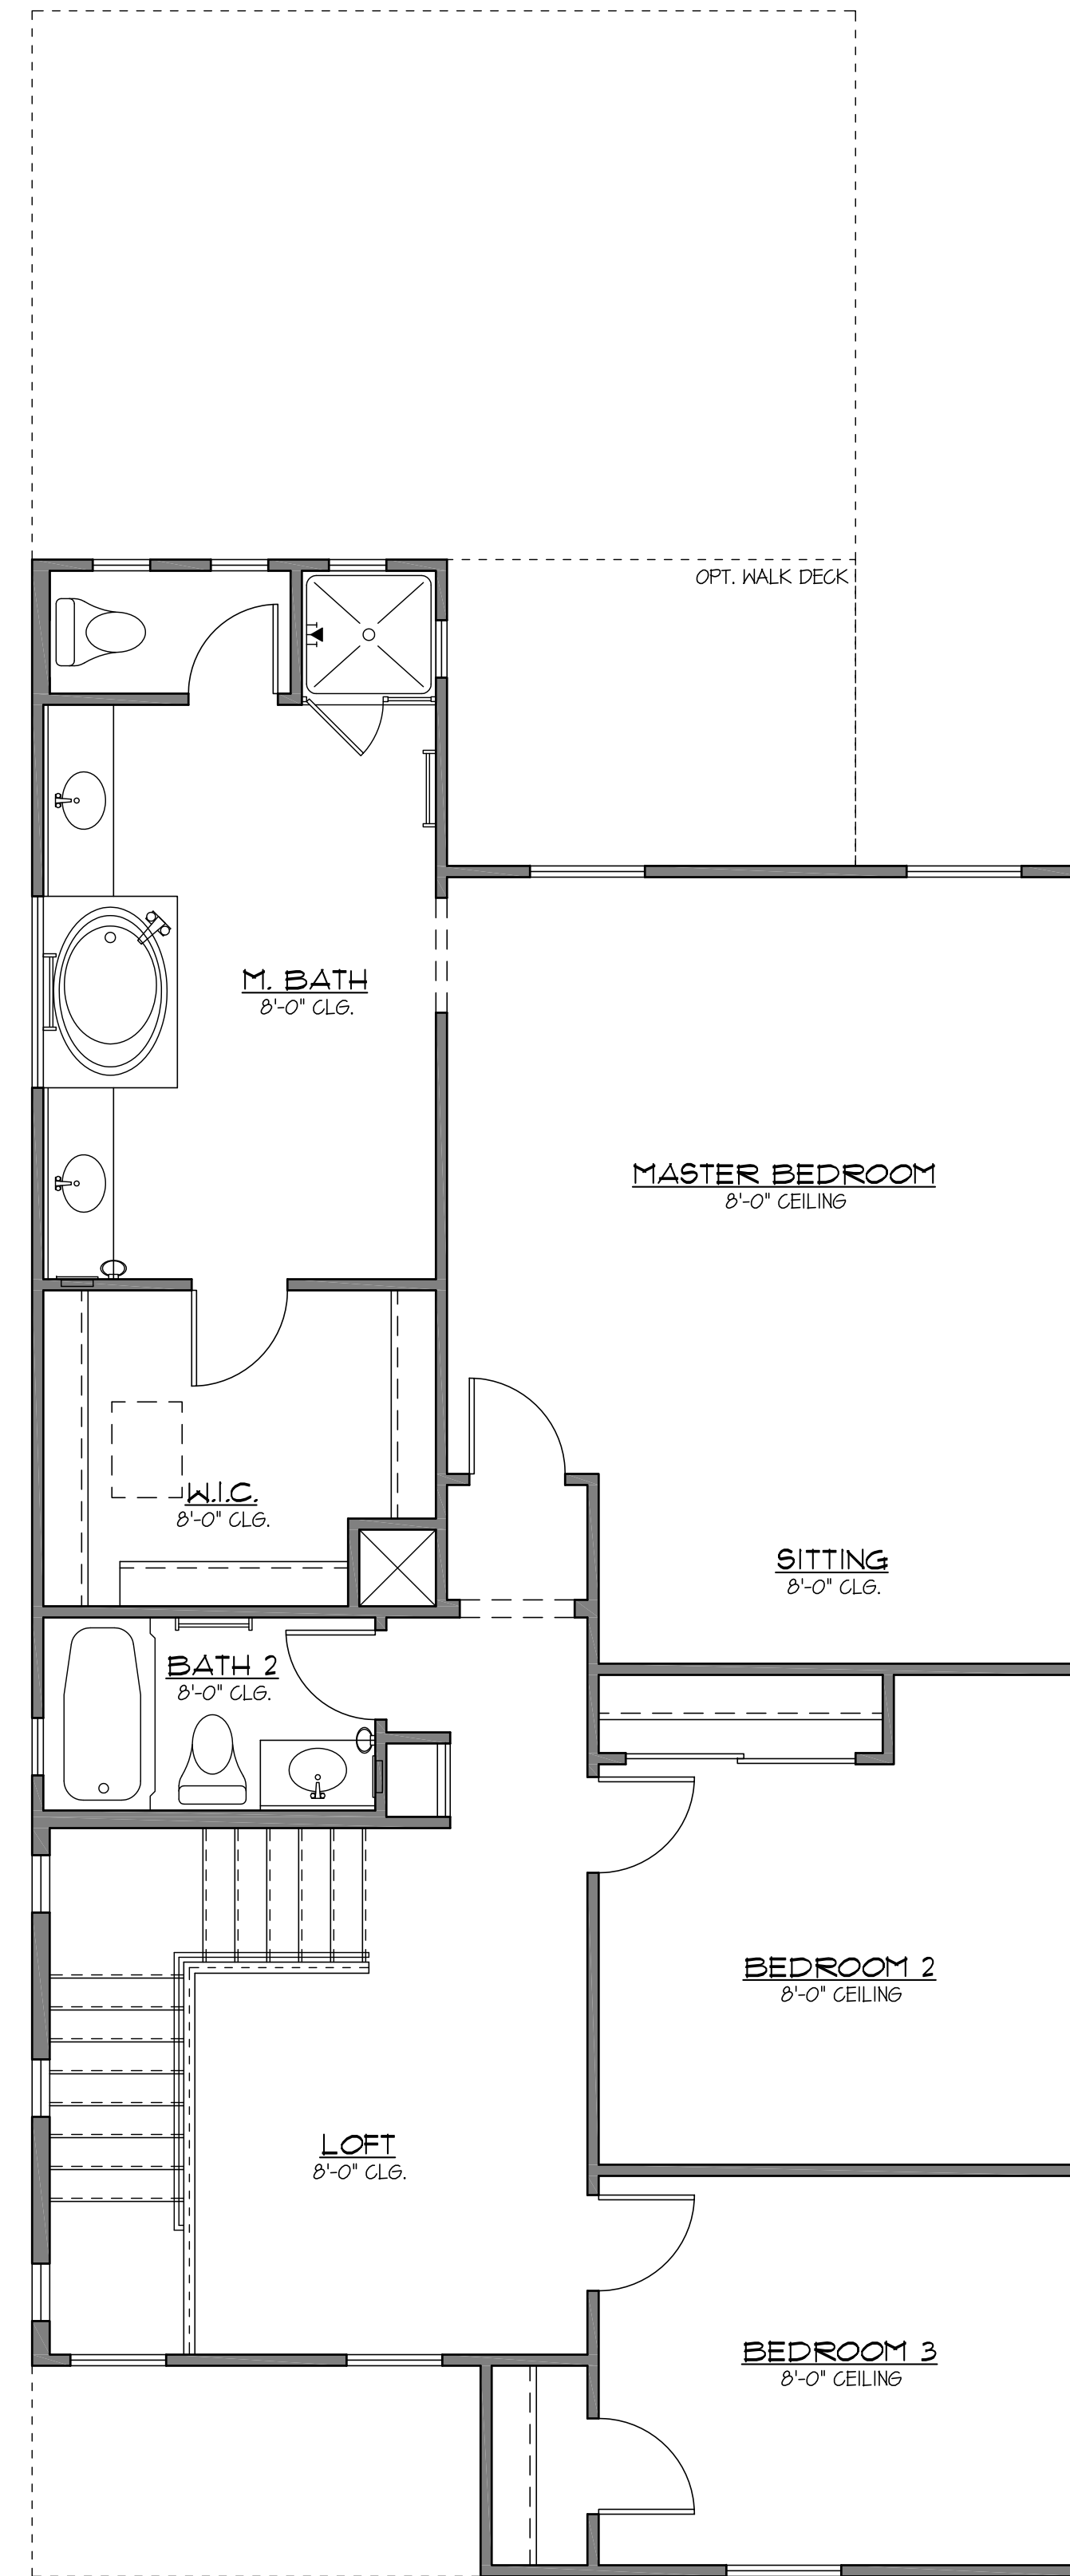 OPT. WALK DECK
M. BATH
8'-0" CLG.
MASTER BEDROOM
8'-0" CEILING
W.I.C.
8'-0" CLG.
SITTING
8'-0" CLG.
BATH 2
8'-0" CLG.
BEDROOM 2
8'-0" CEILING
LOFT
8'-0" CLG.
BEDROOM 3
8'-0" CEILING